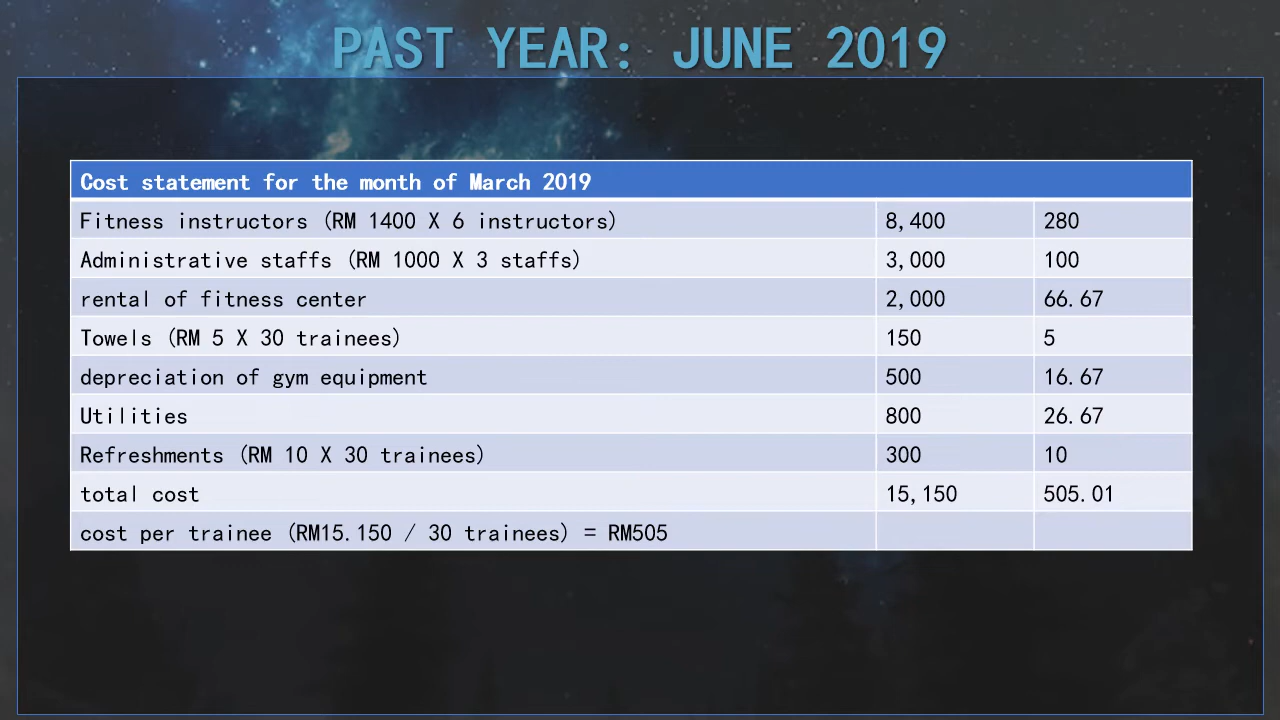 PAST YEAR: JUNE 2019
Cost statement for the month of March 2019
Fitness instructors (RM 1400 X 6 instructors) 8,400 280
Administrative staffs (RM 1000 X 3 staffs) 3,000 100
rental of fitness center 2,000 66.67
Towels (RM 5 X 30 trainees) 150 5
depreciation of gym equipment 500 16.67
Utilities 800 26.67
Refreshments (RM 10 X 30 trainees) 300 10
total cost 15,150 505.01
cost per trainee (RM15.150 / 30 trainees) = RM505